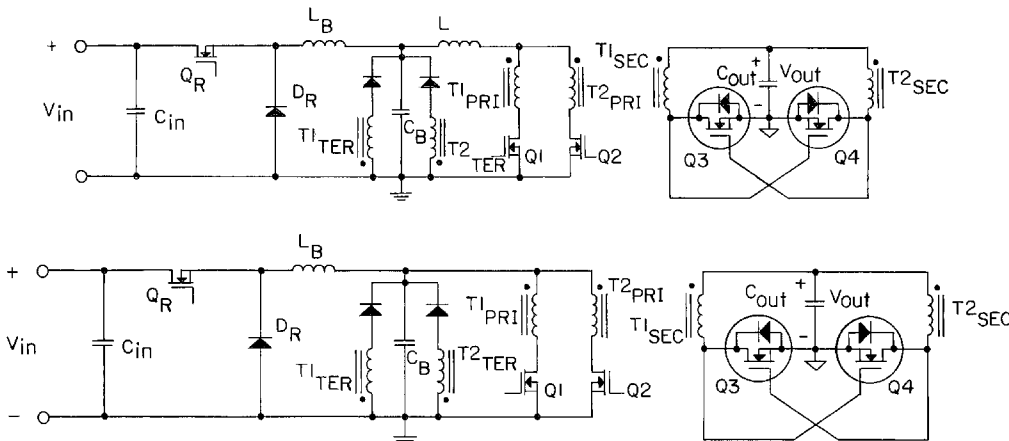 L_B
L
+
Q_R
T1_SEC
+
C_out
V_out
T2_SEC
V_in
C_in
D_R
T1_PRI
T2_PRI
-
T1_TER
C_B
T2_TER
Q1
Q2
Q3
Q4
-
L_B
+
Q_R
T1_PRI
T2_PRI
C_out
+
V_out
T1_SEC
T2_SEC
V_in
C_in
D_R
-
T1_TER
C_B
T2_TER
Q1
Q2
Q3
Q4
-